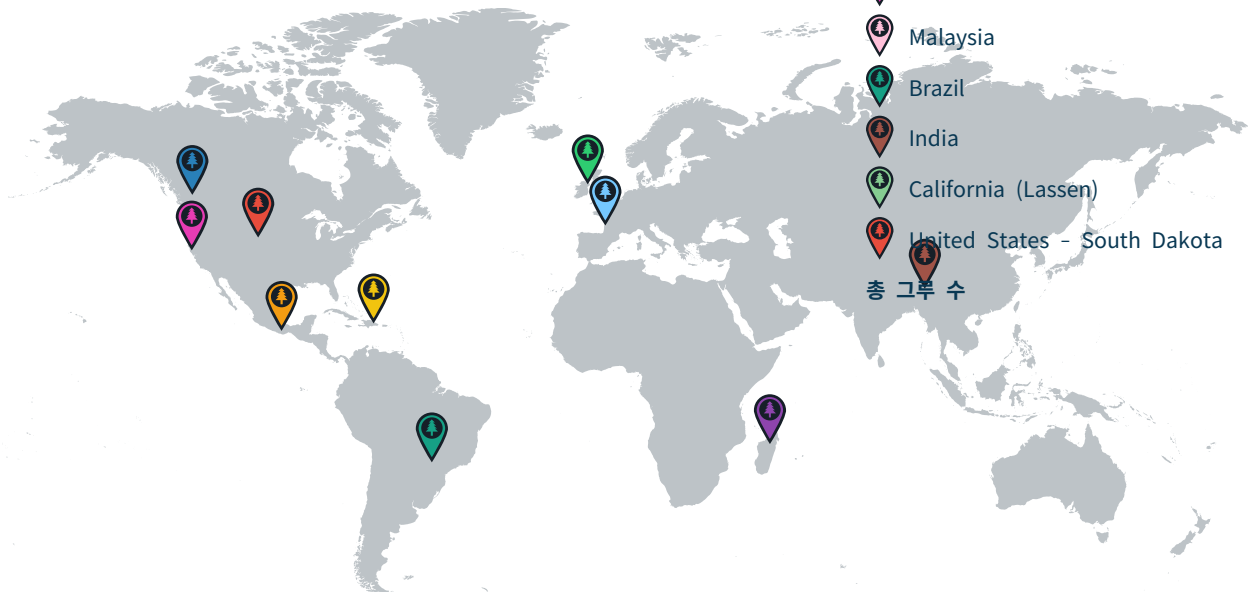 Malaysia
Brazil
India
California (Lassen)
United States - South Dakota
총 그루 수